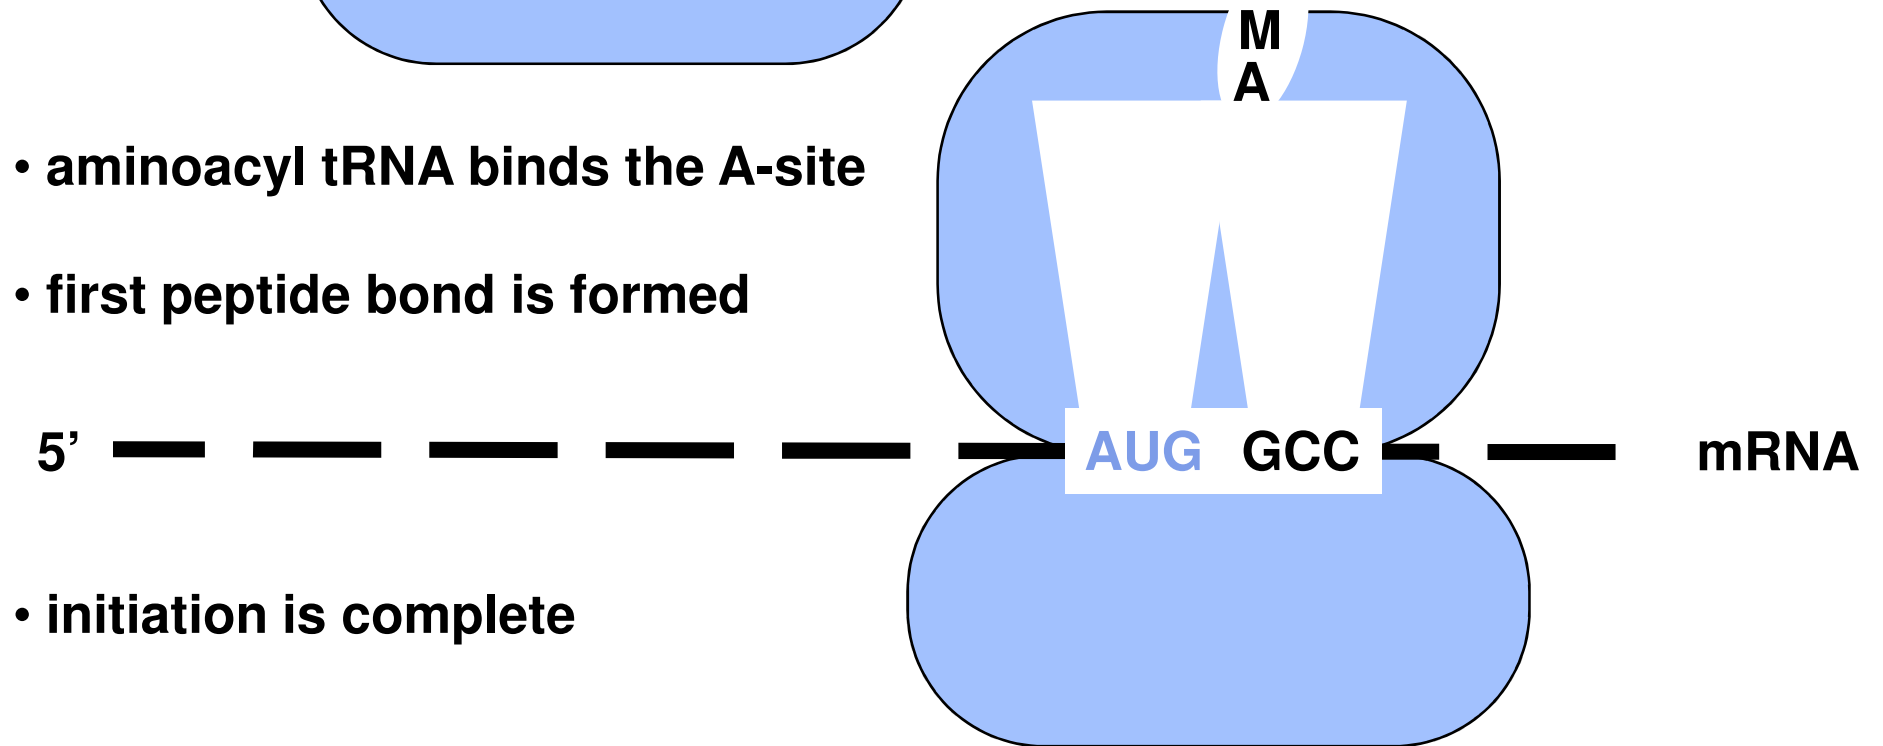 M
A
• aminoacyl tRNA binds the A-site
• first peptide bond is formed
5’ AUG GCC mRNA
• initiation is complete